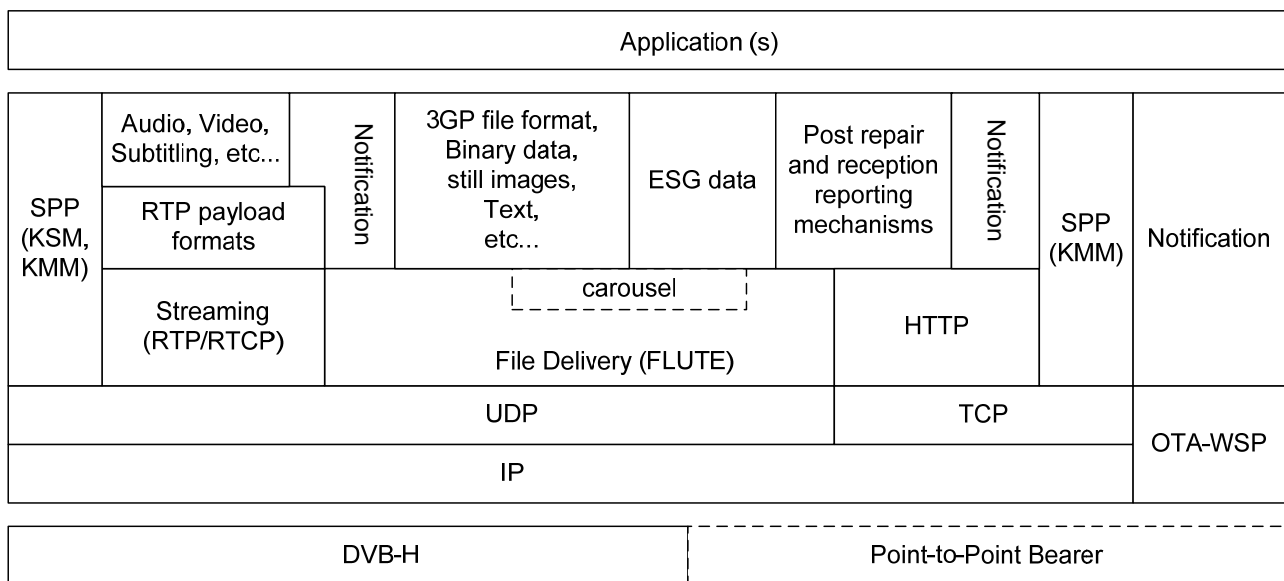 Application (s)
SPP
(KSM,
KMM)
Audio, Video,
Subtitling, etc...
RTP payload
formats
Streaming
(RTP/RTCP)
Notification
3GP file format,
Binary data,
still images,
Text,
etc...
ESG data
Post repair
and reception
reporting
mechanisms
Notification
SPP
(KMM)
Notification
carousel
File Delivery (FLUTE)
HTTP
UDP
TCP
OTA-WSP
IP
DVB-H
Point-to-Point Bearer